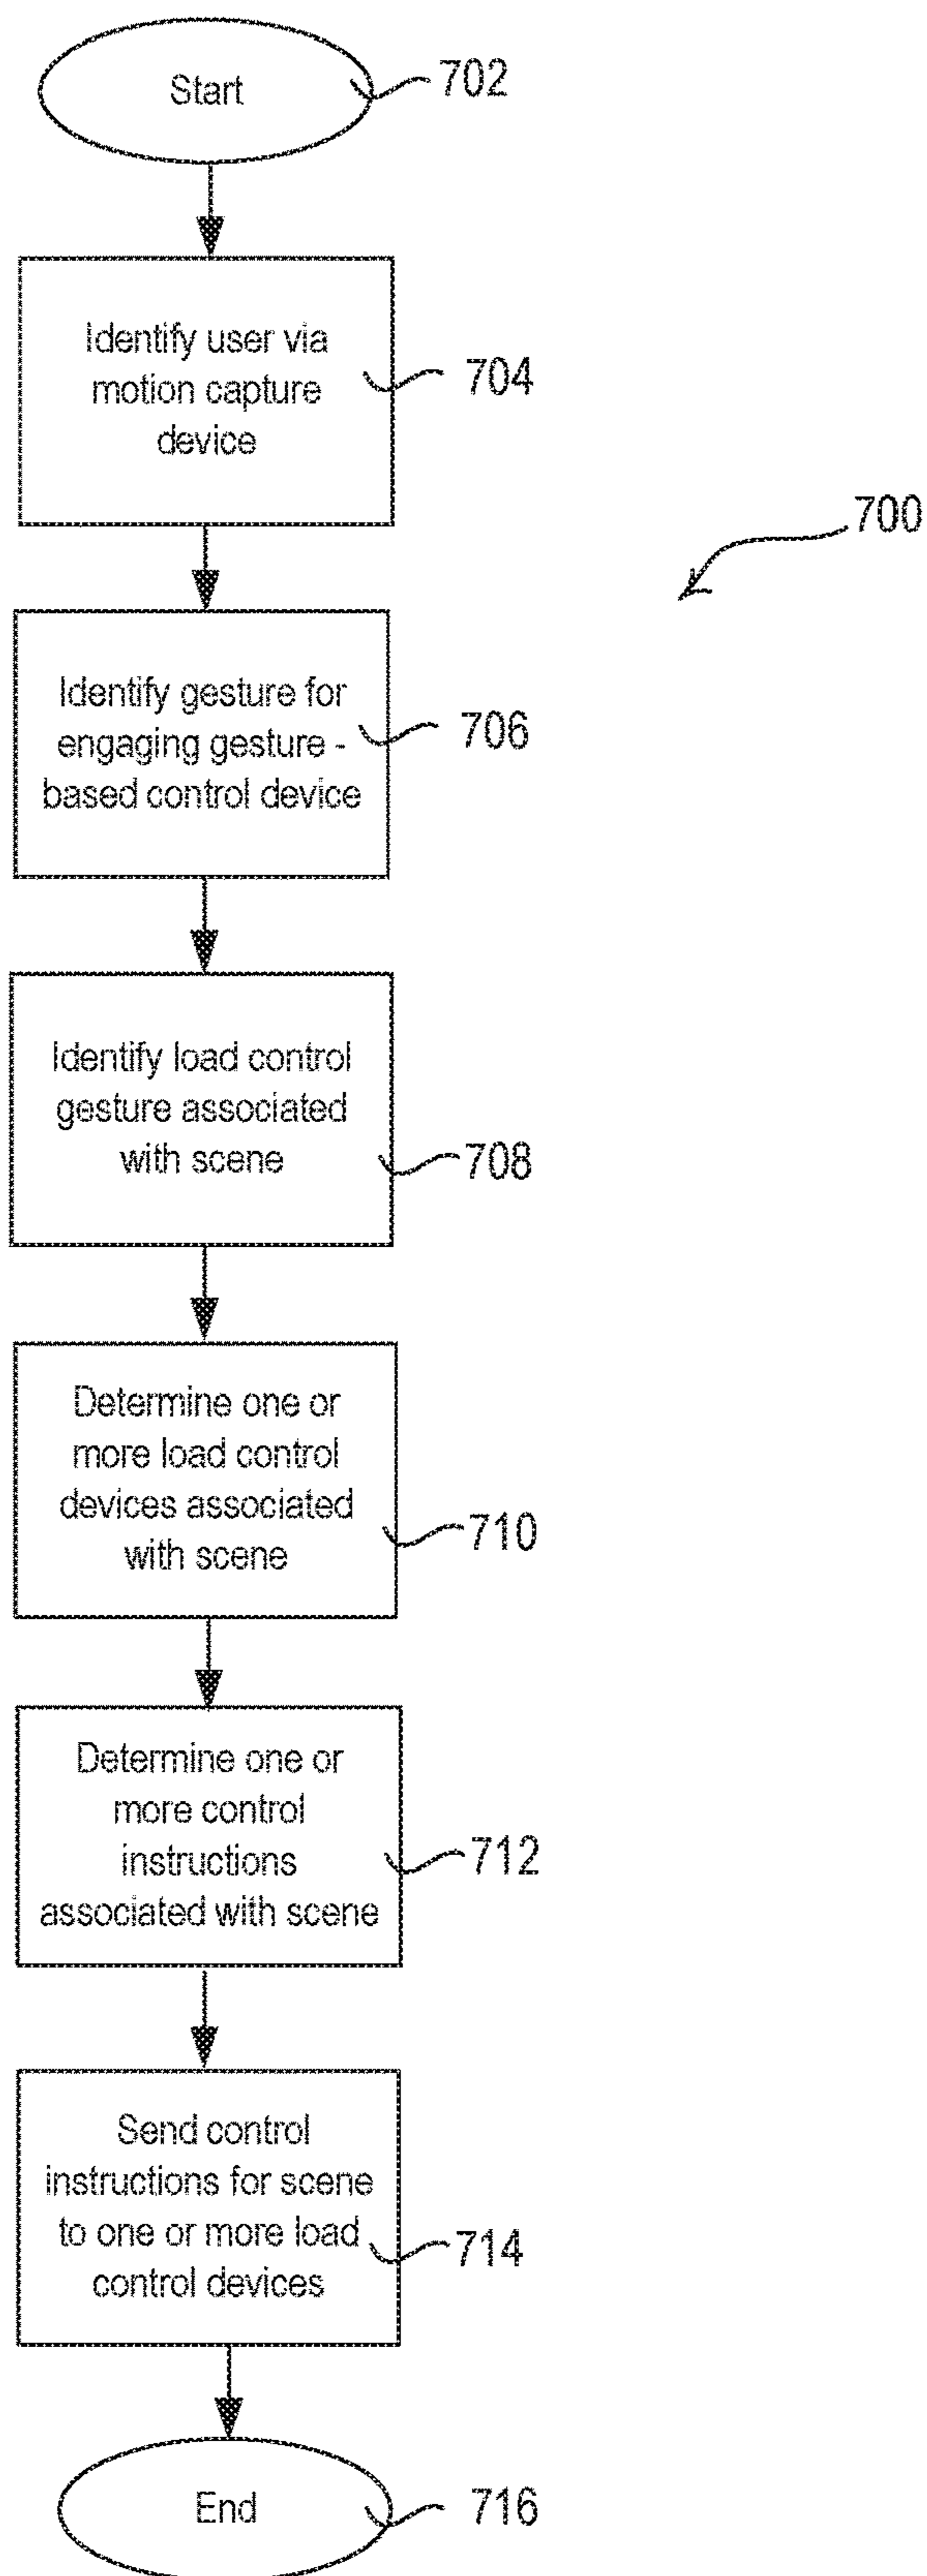 Start
702
Identify user via
motion capture
device
704
700
Identify gesture for
engaging gesture -
based control device
706
Identify load control
gesture associated
with scene
708
Determine one or
more load control
devices associated
with scene
710
Determine one or
more control
instructions
associated with scene
712
Send control
instructions for scene
to one or more load
control devices
714
End
716